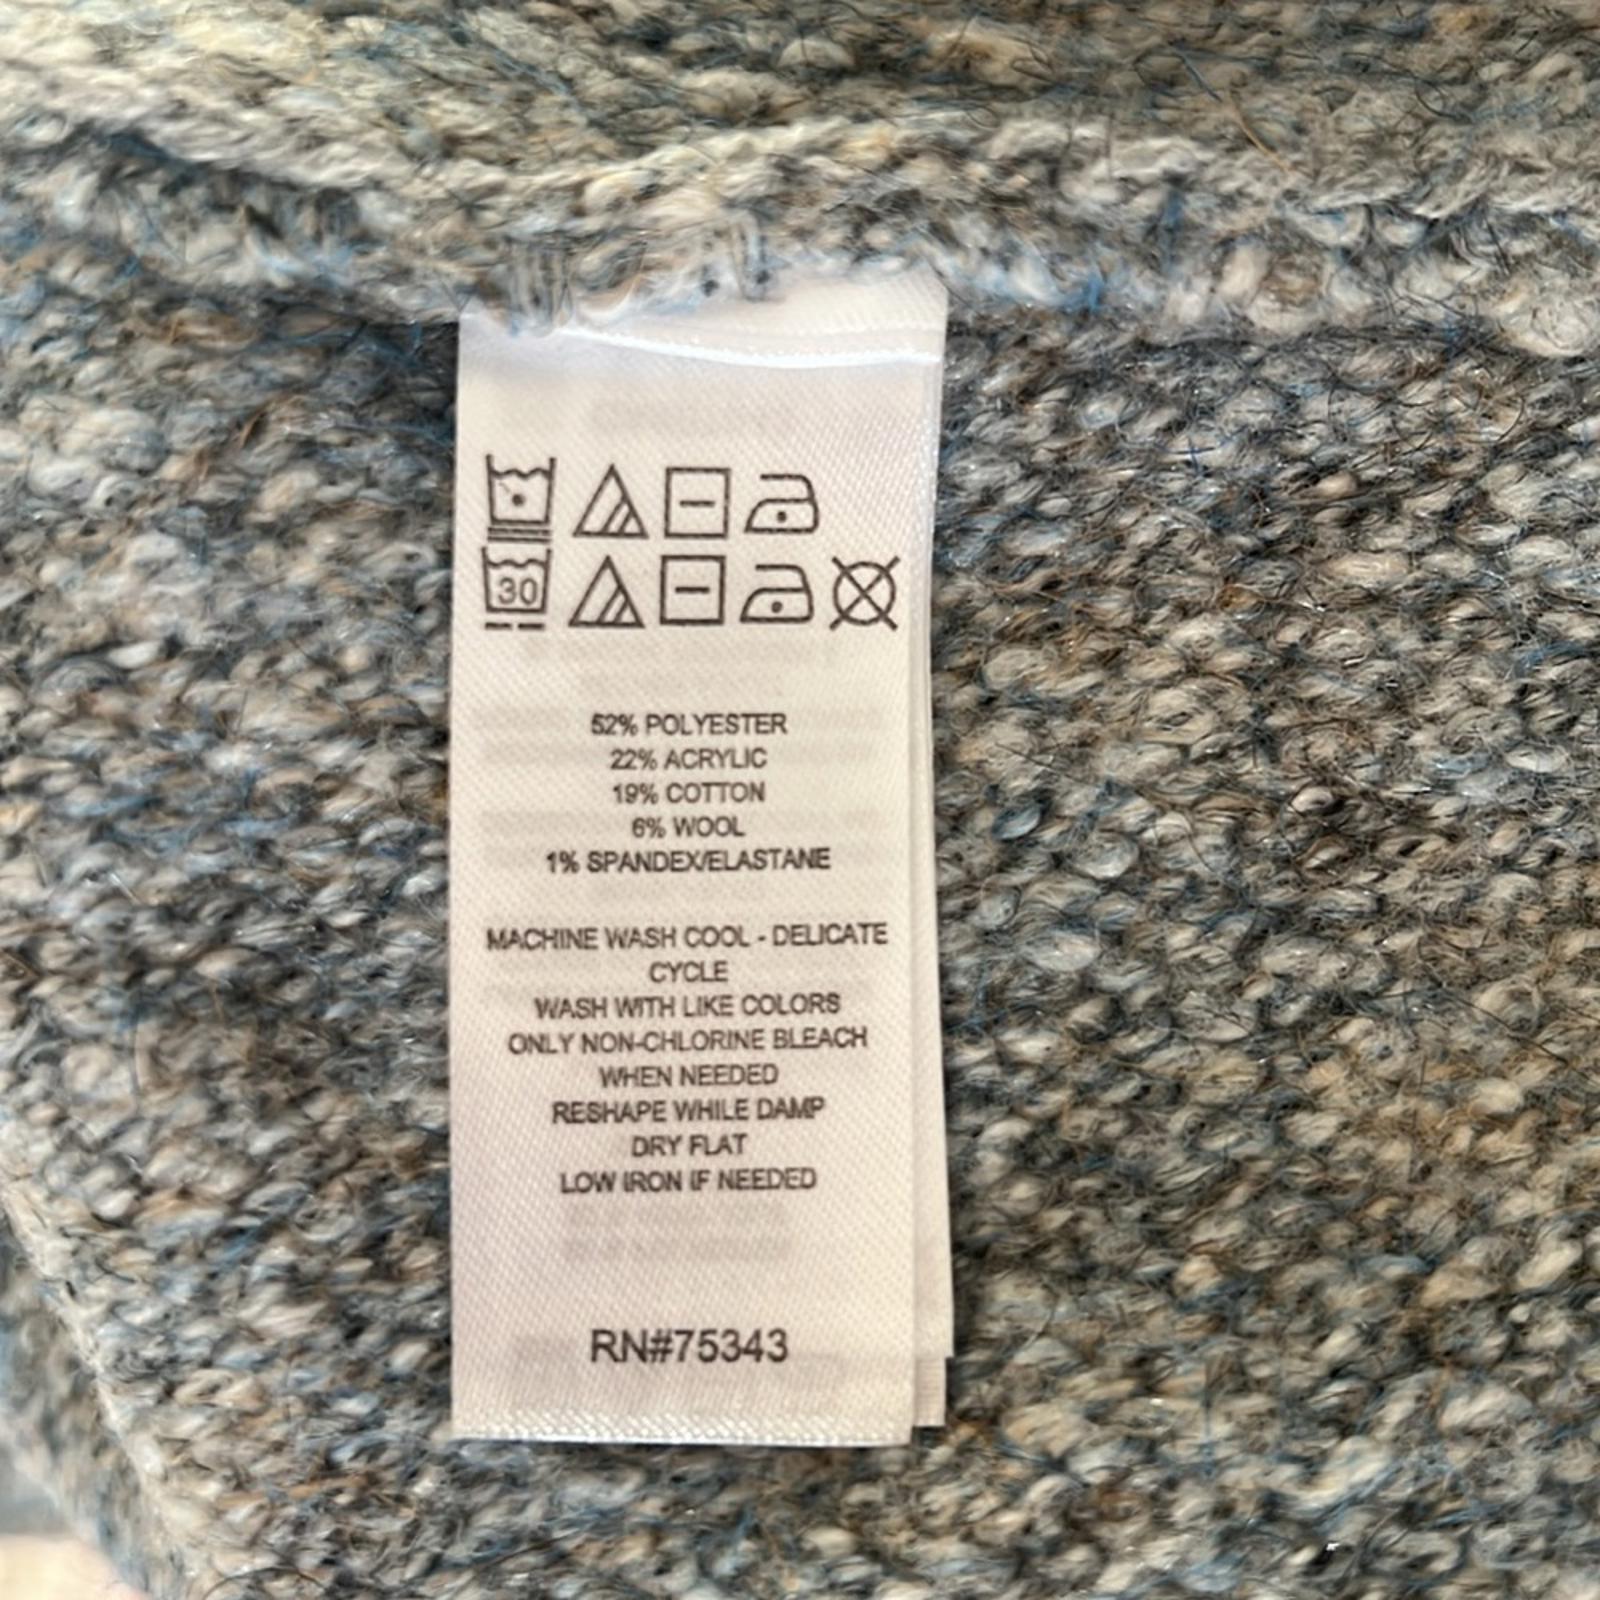 30
52% POLYESTER
22% ACRYLIC
19% COTTON
6% WOOL
1% SPANDEX/ELASTANE
MACHINE WASH COOL - DELICATE
CYCLE
WASH WITH LIKE COLORS
ONLY NON-CHLORINE BLEACH
WHEN NEEDED
RESHAPE WHILE DAMP
DRY FLAT
LOW IRON IF NEEDED
RN#75343